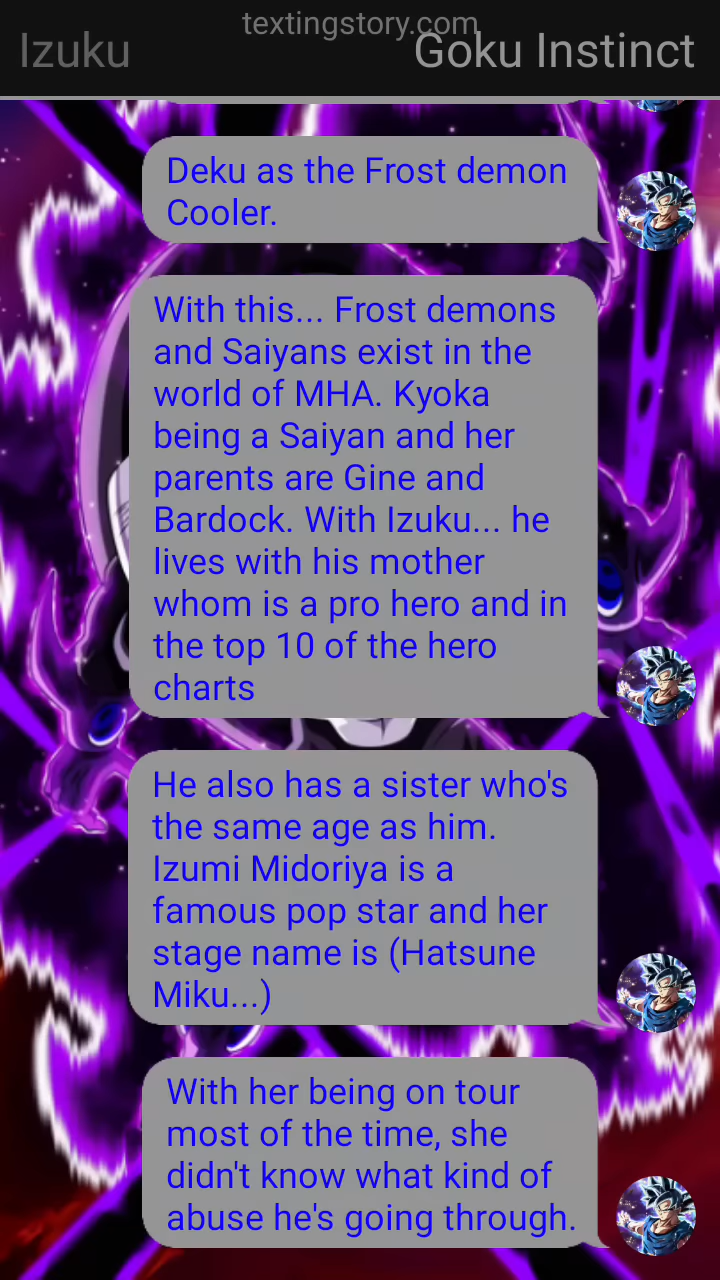 textingstory.com
Izuku
Goku Instinct
Deku as the Frost demon
Cooler.
With this... Frost demons
and Saiyans exist in the
world of MHA. Kyoka
being a Saiyan and her
parents are Gine and
Bardock. With Izuku... he
lives with his mother
whom is a pro hero and in
the top 10 of the hero
charts
He also has a sister who's
the same age as him.
Izumi Midoriya is a
famous pop star and her
stage name is (Hatsune
Miku...)
With her being on tour
most of the time, she
didn't know what kind of
abuse he's going through.